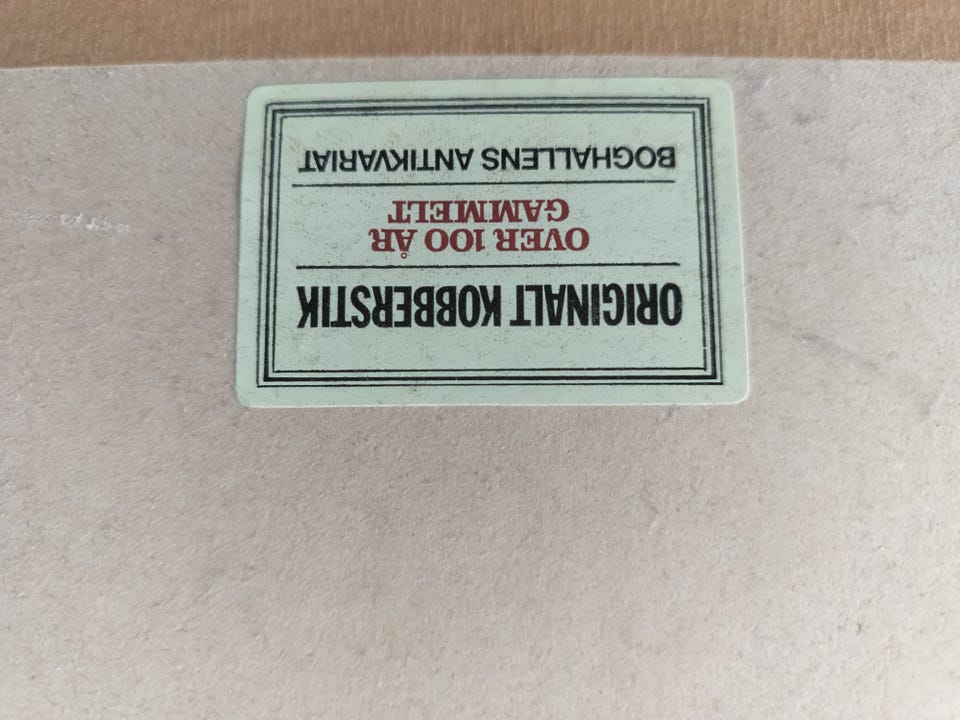 ORIGINALT KOBBERSTIK
OVER 100 ÅR
GAMMELT
BOGHALLENS ANTIKVARIAT